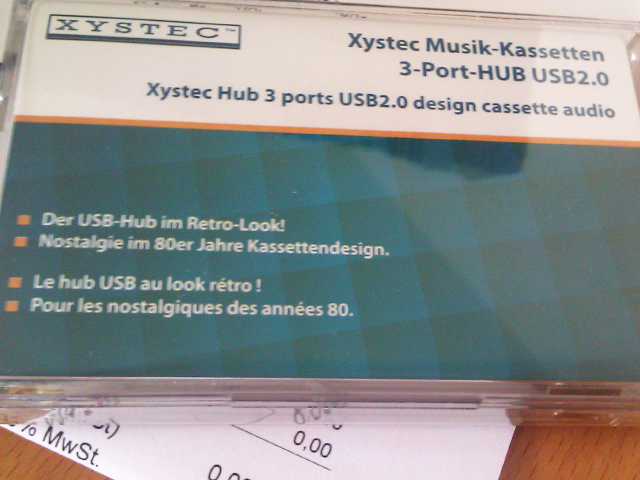 XYSTEC™
Xystec Musik-Kassetten
3-Port-HUB USB2.0
Xystec Hub 3 ports USB2.0 design cassette audio
Der USB-Hub im Retro-Look!
Nostalgie im 80er Jahre Kassettendesign.
Le hub USB au look rétro !
Pour les nostalgiques des années 80.
% MwSt.
0,00